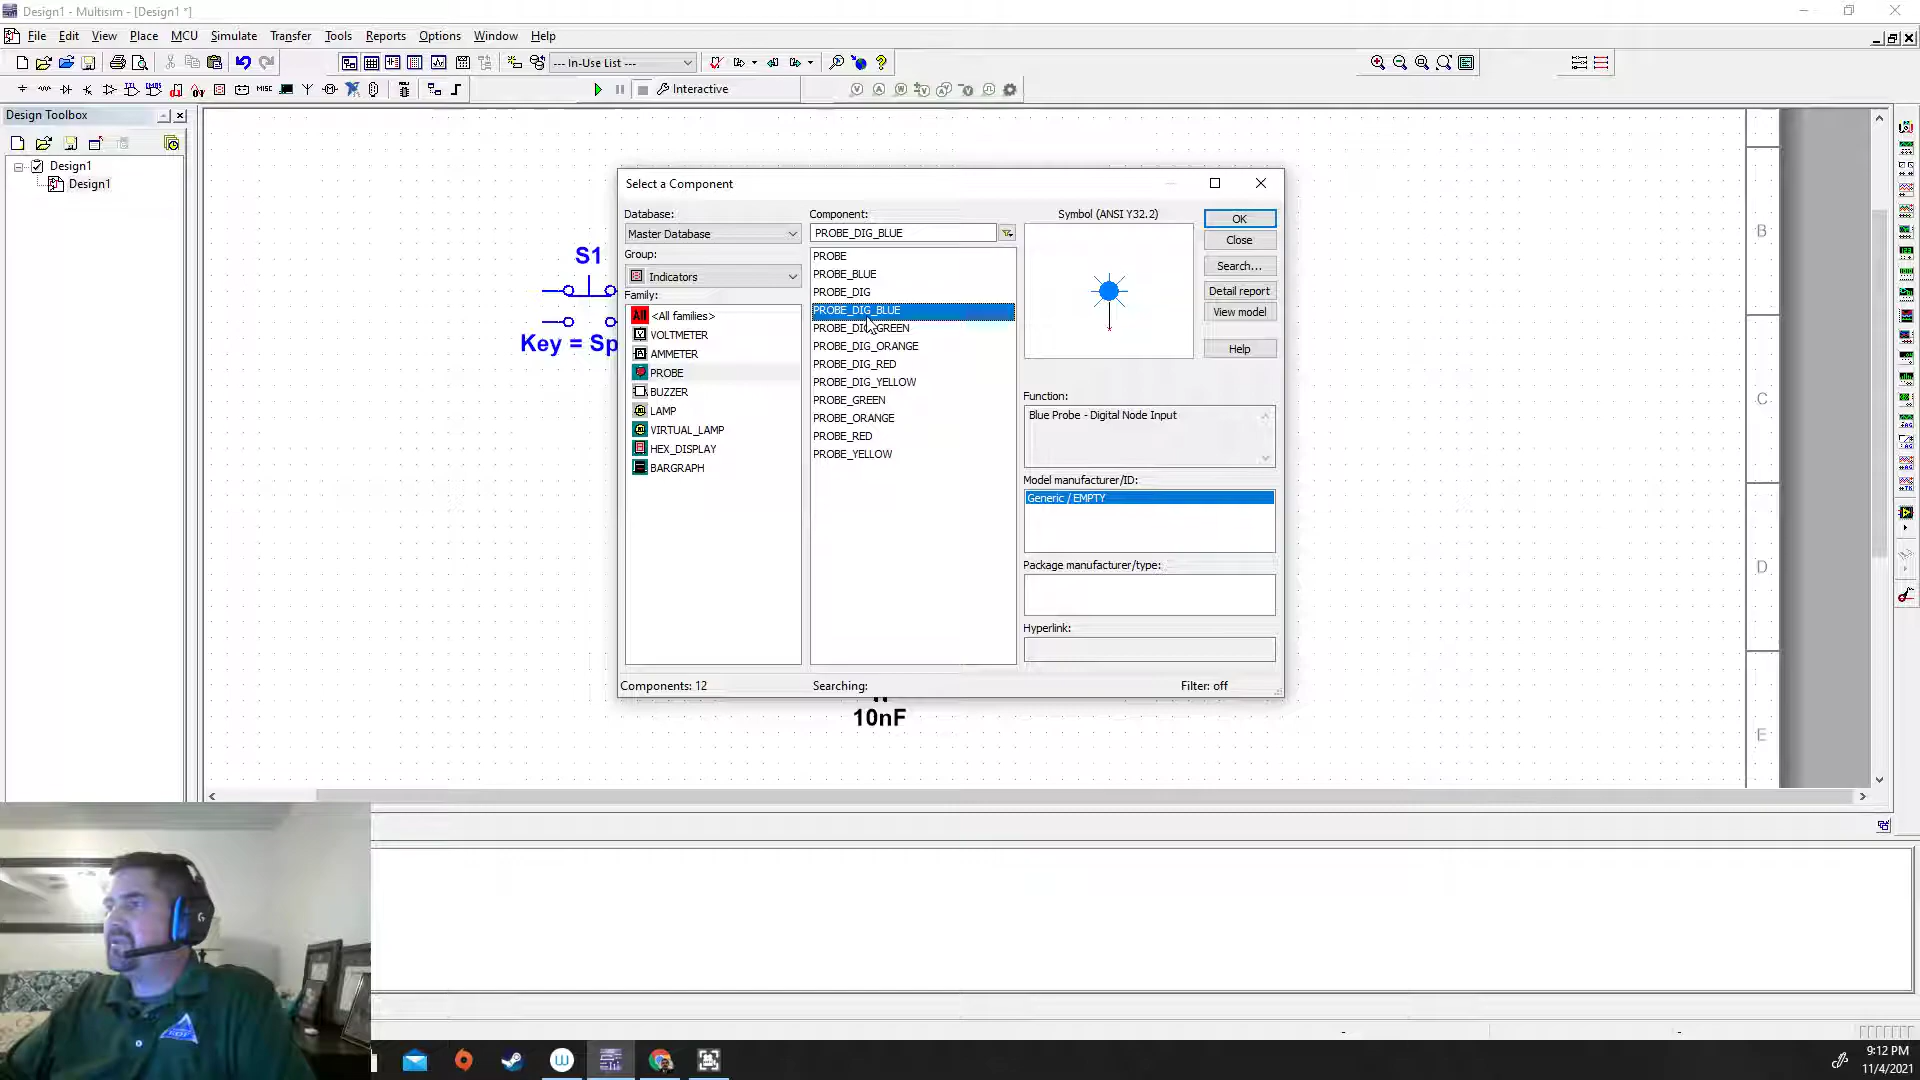 Design1 - Multisim - [Design1 *]
File Edit View Place MCU Simulate Transfer Tools Reports Options Window Help
--- In-Use List ---
Interactive
Design Toolbox
Design1
Design1
S1
Key = Sp
10nF
B
C
D
E
Select a Component
Database:
Master Database
Group:
Indicators
Family:
<All families>
VOLTMETER
AMMETER
PROBE
BUZZER
LAMP
VIRTUAL_LAMP
HEX_DISPLAY
BARGRAPH
Component:
PROBE_DIG_BLUE
PROBE
PROBE_BLUE
PROBE_DIG
PROBE_DIG_BLUE
PROBE_DIG_GREEN
PROBE_DIG_ORANGE
PROBE_DIG_RED
PROBE_DIG_YELLOW
PROBE_GREEN
PROBE_ORANGE
PROBE_RED
PROBE_YELLOW
Symbol (ANSI Y32.2)
OK
Close
Search...
Detail report
View model
Help
Function:
Blue Probe - Digital Node Input
Model manufacturer/ID:
Generic / EMPTY
Package manufacturer/type:
Hyperlink:
Components: 12
Searching:
Filter: off
9:12 PM
11/4/2021